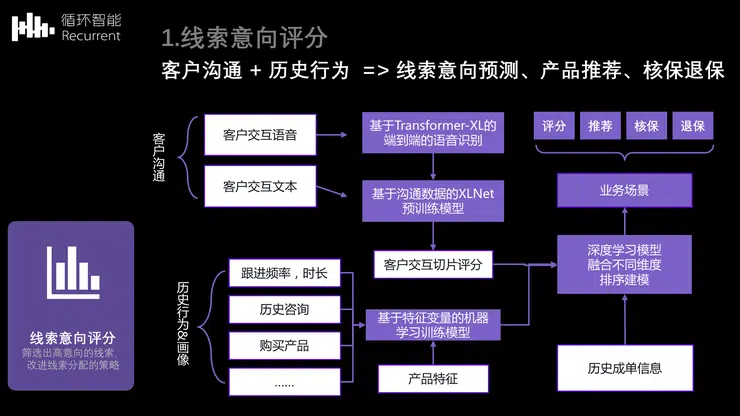 循环智能
Recurrent
1.线索意向评分
客户沟通 + 历史行为 => 线索意向预测、产品推荐、核保退保
客户沟通
客户交互语音
基于Transformer-XL的
端到端的语音识别
客户交互文本
基于沟通数据的XLNet
预训练模型
客户交互切片评分
评分
推荐
核保
退保
业务场景
深度学习模型
融合不同维度
排序建模
历史成单信息
历史行为&画像
跟进频率，时长
历史咨询
购买产品
......
基于特征变量的机器
学习训练模型
产品特征
线索意向评分
筛选出高意向的线索,
改进线索分配的策略